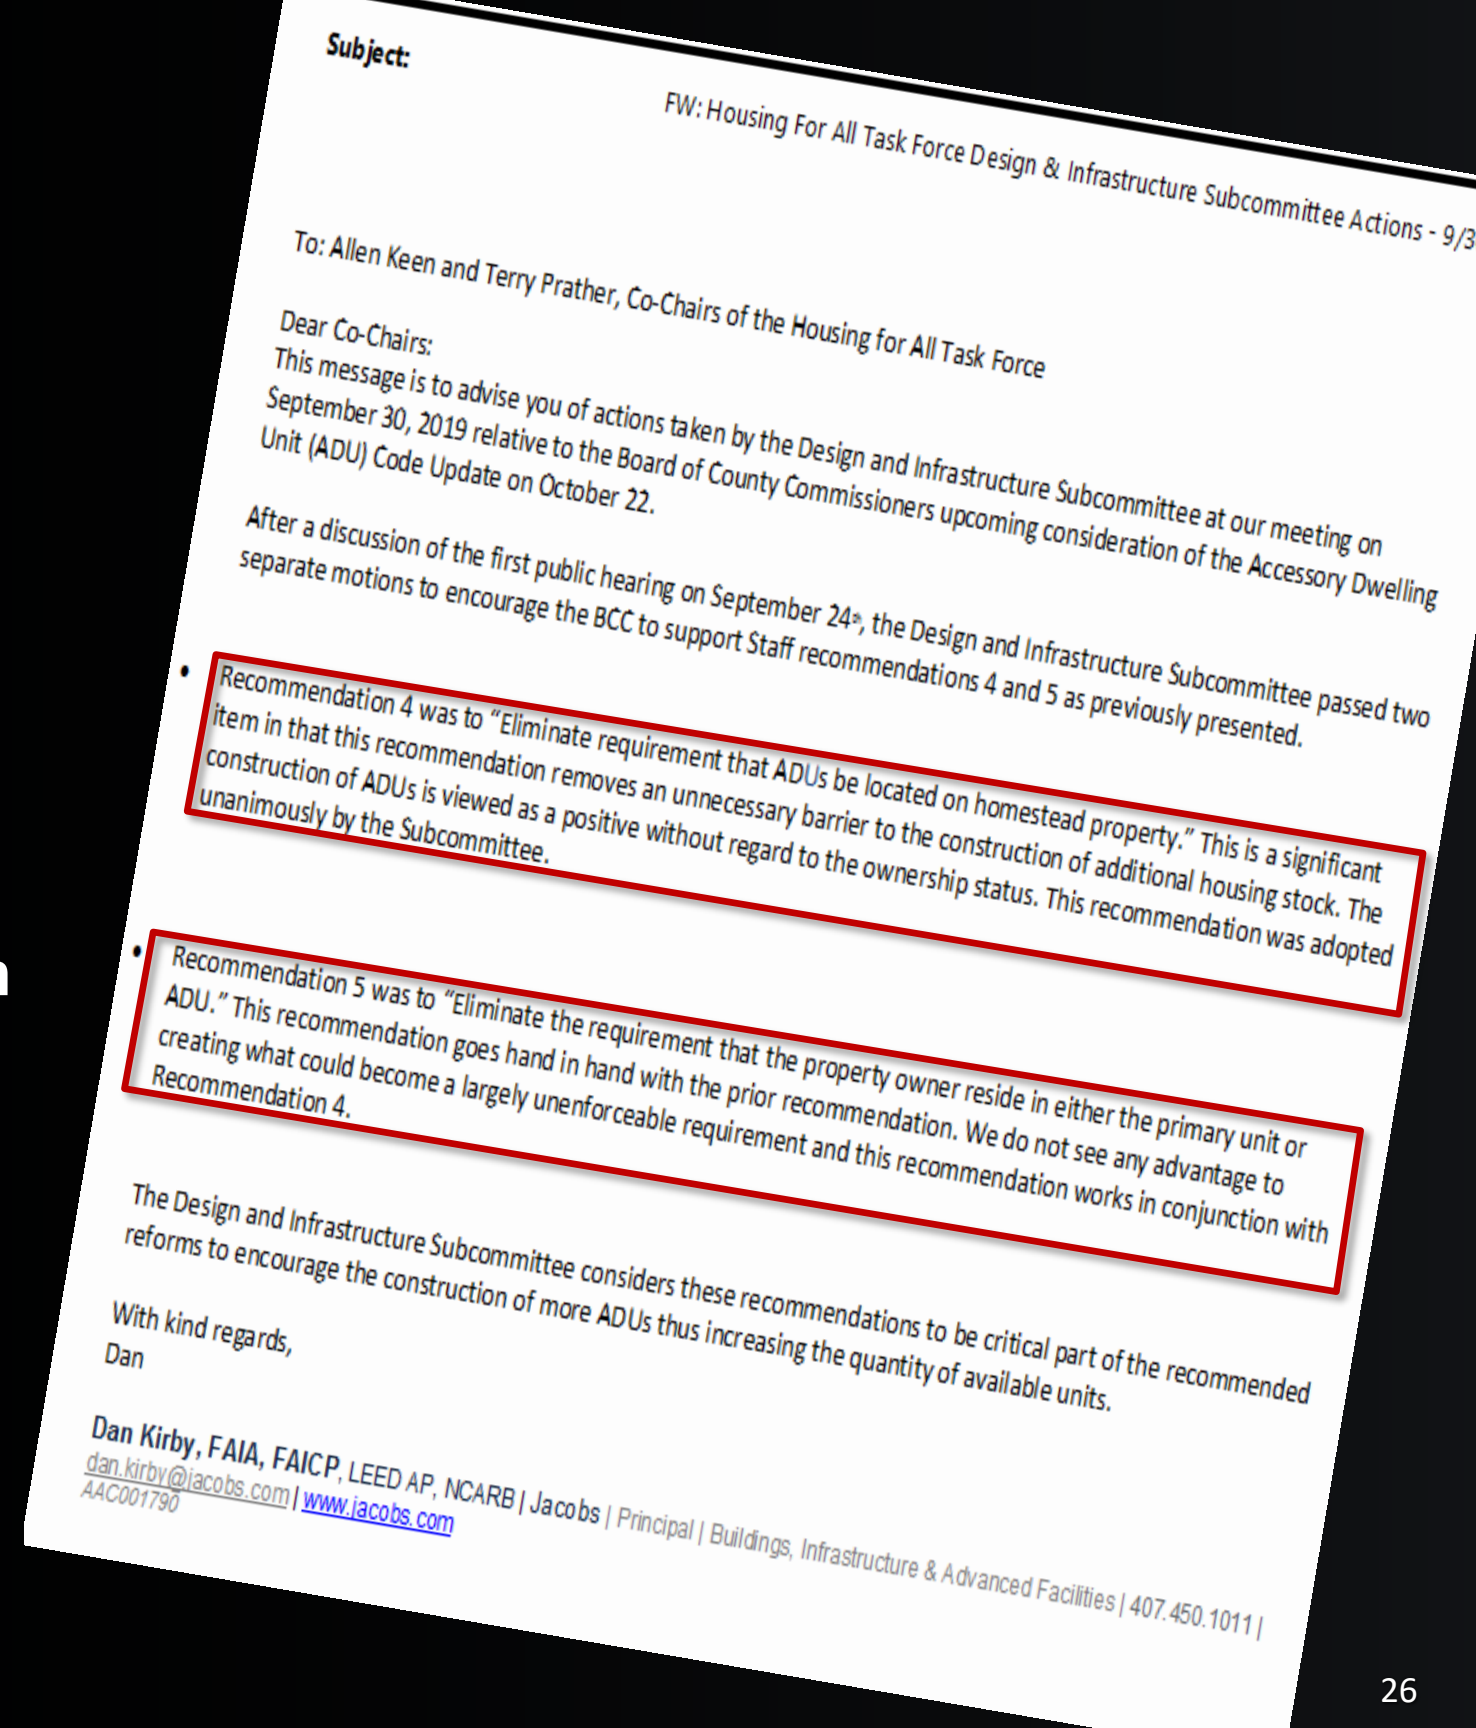 Subject:
FW: Housing For All Task Force Design & Infrastructure Subcommittee Actions - 9/3
To: Allen Keen and Terry Prather, Co-Chairs of the Housing for All Task Force
Dear Co-Chairs:
This message is to advise you of actions taken by the Design and Infrastructure Subcommittee at our meeting on
September 30, 2019 relative to the Board of County Commissioners upcoming consideration of the Accessory Dwelling
Unit (ADU) Code Update on October 22.
After a discussion of the first public hearing on September 24th, the Design and Infrastructure Subcommittee passed two
separate motions to encourage the BCC to support Staff recommendations 4 and 5 as previously presented.
• Recommendation 4 was to “Eliminate requirement that ADUs be located on homestead property.” This is a significant
item in that this recommendation removes an unnecessary barrier to the construction of additional housing stock. The
construction of ADUs is viewed as a positive without regard to the ownership status. This recommendation was adopted
unanimously by the Subcommittee.
• Recommendation 5 was to “Eliminate the requirement that the property owner reside in either the primary unit or
ADU.” This recommendation goes hand in hand with the prior recommendation. We do not see any advantage to
creating what could become a largely unenforceable requirement and this recommendation works in conjunction with
Recommendation 4.
The Design and Infrastructure Subcommittee considers these recommendations to be critical part of the recommended
reforms to encourage the construction of more ADUs thus increasing the quantity of available units.
With kind regards,
Dan
Dan Kirby, FAIA, FAICP, LEED AP, NCARB | Jacobs | Principal | Buildings, Infrastructure & Advanced Facilities | 407.450.1011 |
dan.kirby@jacobs.com | www.jacobs.com
AAC001790
26